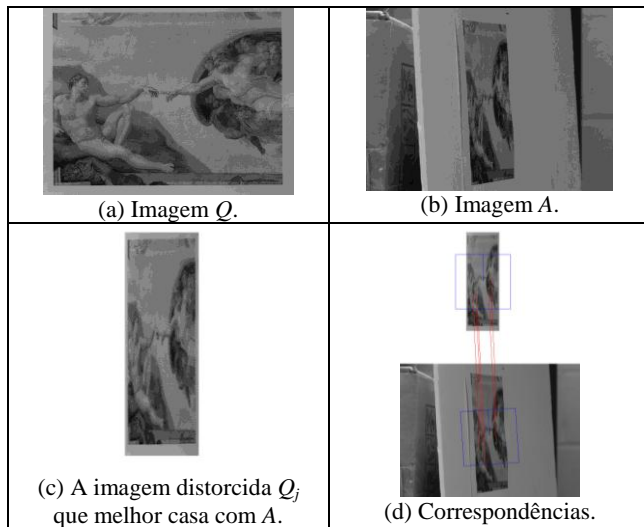 (a) Imagem Q.
(b) Imagem A.
(c) A imagem distorcida Qj
que melhor casa com A.
(d) Correspondências.